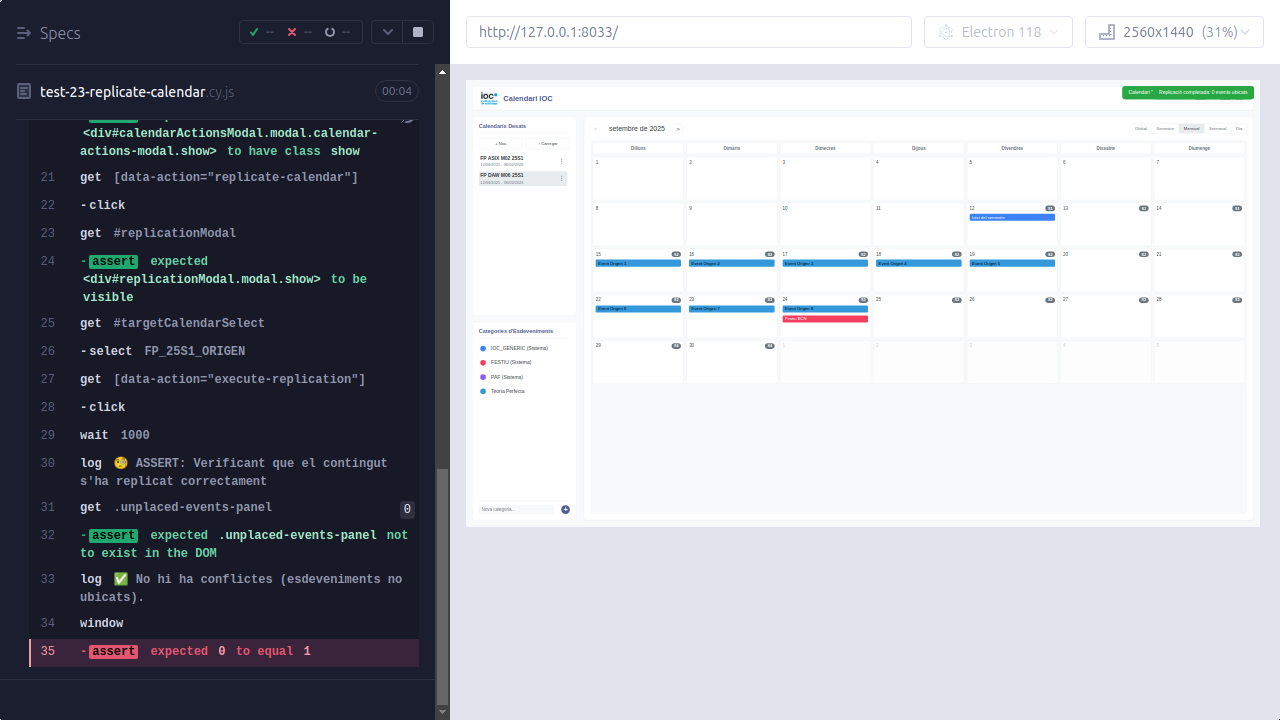 Specs
-- -- --
test-23-replicate-calendar.cy.js
00:04
<div#calendarActionsModal.modal.calendar-
actions-modal.show> to have class show
21 get [data-action="replicate-calendar"]
22 -click
23 get #replicationModal
24 -assert expected
<div#replicationModal.modal.show> to be
visible
25 get #targetCalendarSelect
26 -select FP_25S1_ORIGEN
27 get [data-action="execute-replication"]
28 -click
29 wait 1000
30 log 🧐 ASSERT: Verificant que el contingut
s'ha replicat correctament
31 get .unplaced-events-panel 0
32 -assert expected .unplaced-events-panel not
to exist in the DOM
33 log ✅ No hi ha conflictes (esdeveniments no
ubicats).
34 window
35 -assert expected 0 to equal 1
http://127.0.0.1:8033/
Electron 118
2560x1440 (31%)
ioc:
Calendari IOC
Calendari "
Replicació completada. 0 events ubicats
Calendaris Desats
+ Nou
Carregar
FP ASIX M02 25S1
FP DAW M06 25S1
Categories d'Esdeveniments
IOC_GENERIC (Sistema)
FESTIU (Sistema)
PAF (Sistema)
Teoria Perfecta
Nova categoria...
+
‹ setembre de 2025 >
Global Semestre Mensual Setmanal Dia
Dilluns Dimarts Dimecres Dijous Divendres Dissabte Diumenge
1 2 3 4 5 6 7
8 9 10 11 12 13 14
Inici del semestre
15 16 17 18 19 20 21
Event Origen 1 Event Origen 2 Event Origen 3 Event Origen 4 Event Origen 5
22 23 24 25 26 27 28
Event Origen 6 Event Origen 7 Event Origen 8
Festiu BCN
29 30 1 2 3 4 5